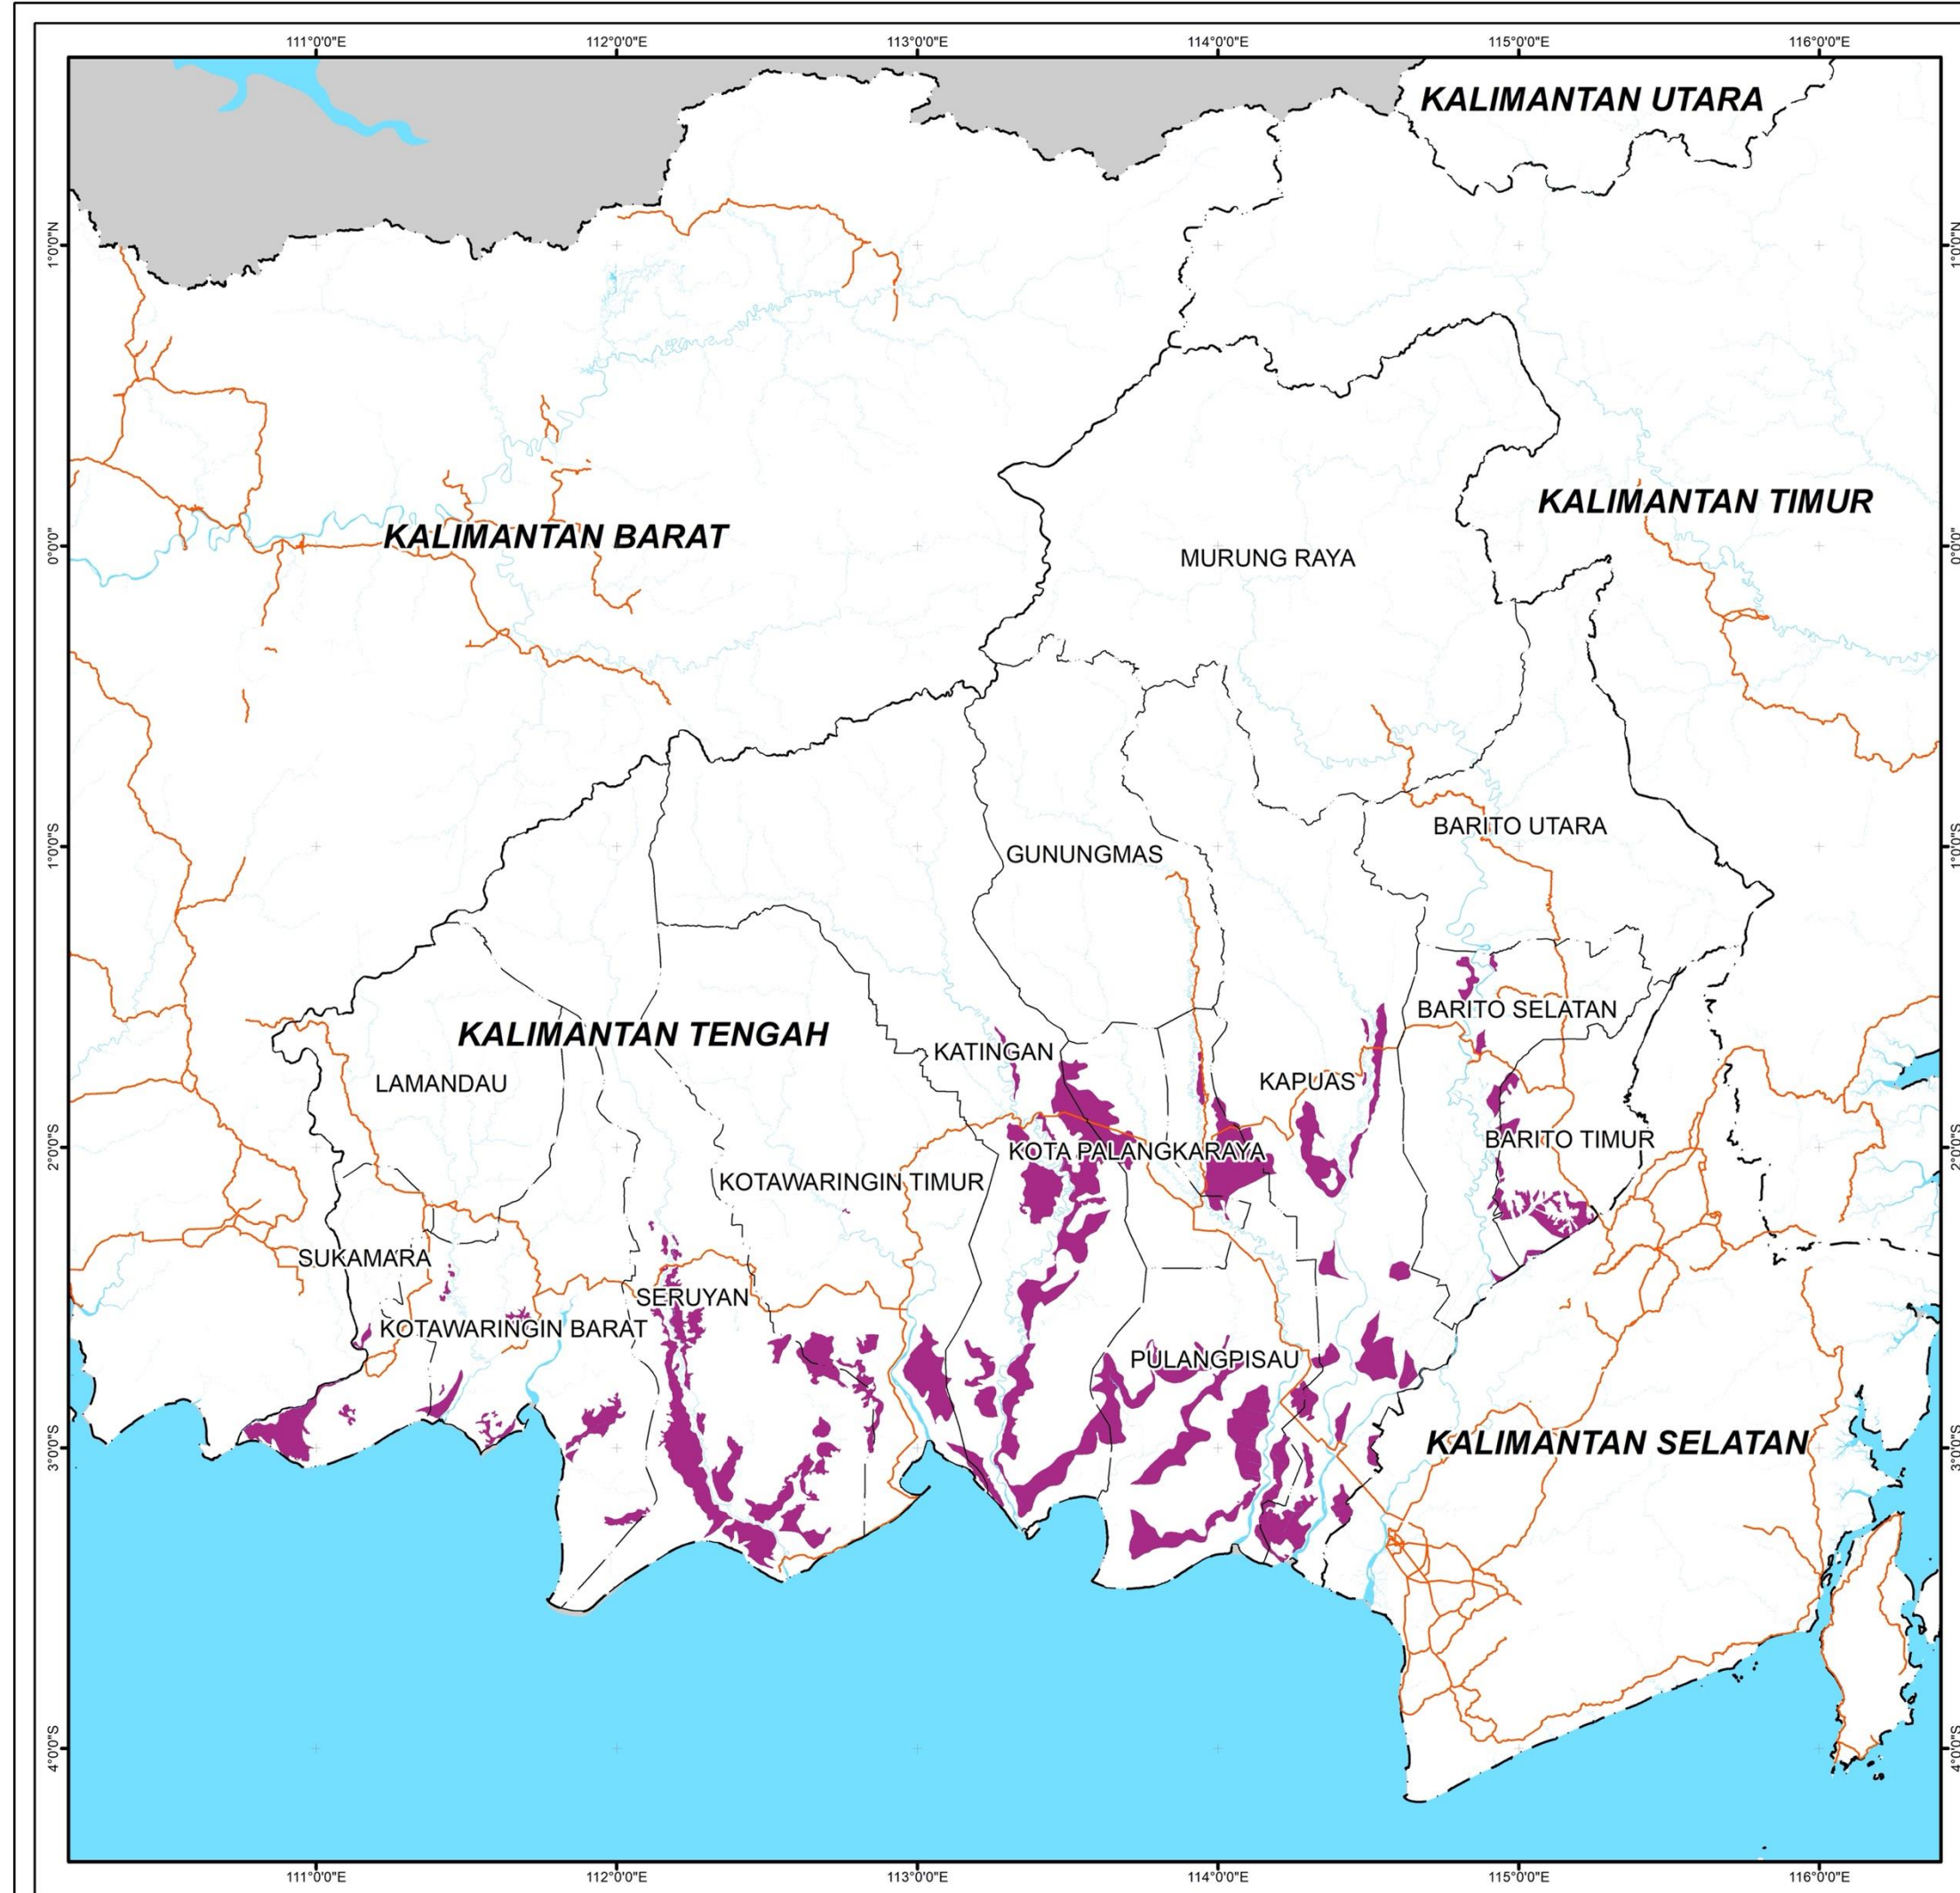 111°0'0"E 112°0'0"E 113°0'0"E 114°0'0"E 115°0'0"E 116°0'0"E
KALIMANTAN UTARA
1°0'0"N 1°0'0"N
KALIMANTAN TIMUR
KALIMANTAN BARAT
0°0'0" 0°0'0"
MURUNG RAYA
BARITO UTARA
1°0'0"S 1°0'0"S
GUNUNGMAS
BARITO SELATAN
KALIMANTAN TENGAH
KATINGAN
LAMANDAU
KAPUAS
BARITO TIMUR
2°0'0"S 2°0'0"S
KOTA PALANGKARAYA
KOTAWARINGIN TIMUR
SUKAMARA
SERUYAN
KOTAWARINGIN BARAT
PULANGPISAU
KALIMANTAN SELATAN
3°0'0"S 3°0'0"S
4°0'0"S 4°0'0"S
111°0'0"E 112°0'0"E 113°0'0"E 114°0'0"E 115°0'0"E 116°0'0"E